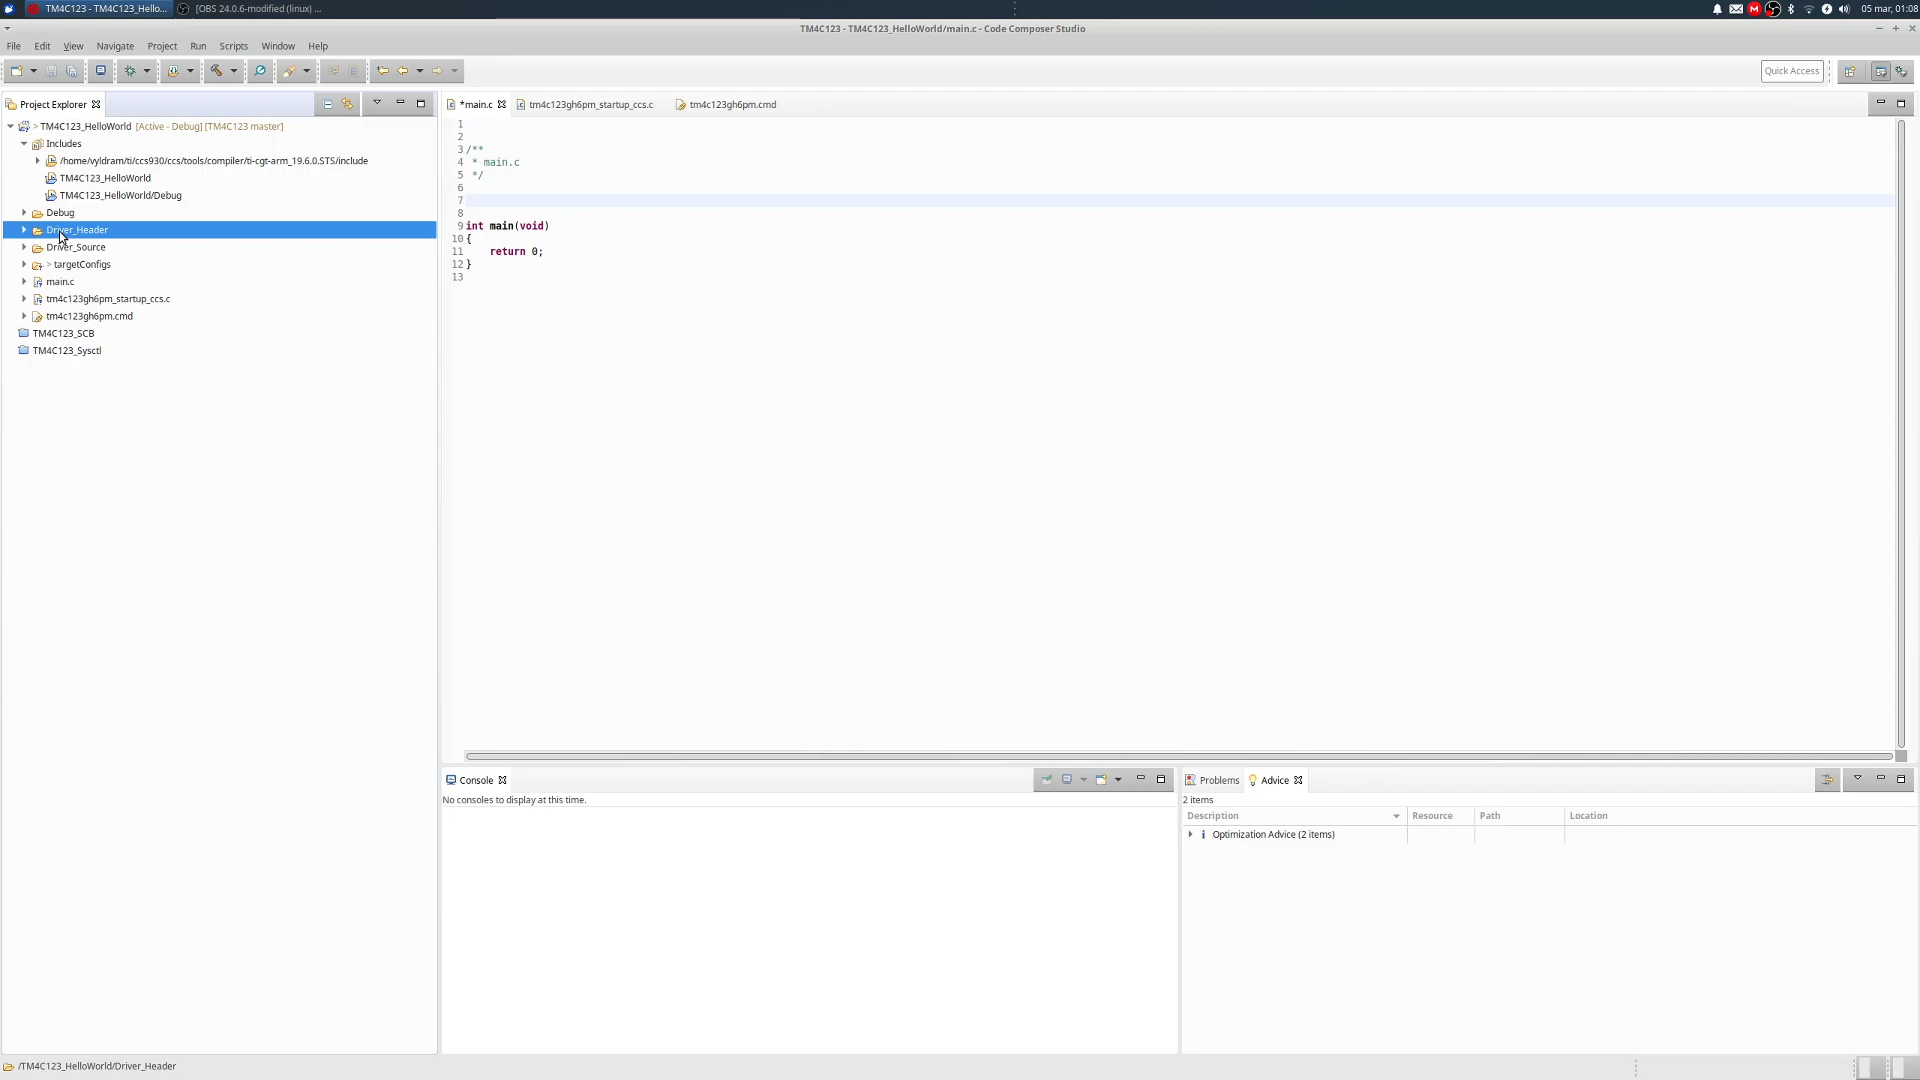 TM4C123 - TM4C123_Hello...
[OBS 24.0.6-modified (linux) ...
05 mar, 01:08
TM4C123 - TM4C123_HelloWorld/main.c - Code Composer Studio
File Edit View Navigate Project Run Scripts Window Help
Quick Access
Project Explorer
*main.c tm4c123gh6pm_startup_ccs.c tm4c123gh6pm.cmd
> TM4C123_HelloWorld [Active - Debug] [TM4C123 master]
Includes
/home/vyldram/ti/ccs930/ccs/tools/compiler/ti-cgt-arm_19.6.0.STS/include
TM4C123_HelloWorld
TM4C123_HelloWorld/Debug
Debug
Driver_Header
Driver_Source
> targetConfigs
main.c
tm4c123gh6pm_startup_ccs.c
tm4c123gh6pm.cmd
TM4C123_SCB
TM4C123_Sysctl
1
2
3 /**
4 * main.c
5 */
6
7
8
9 int main(void)
10 {
11 return 0;
12 }
13
Console
No consoles to display at this time.
Problems Advice
2 items
Description Resource Path Location
Optimization Advice (2 items)
/TM4C123_HelloWorld/Driver_Header